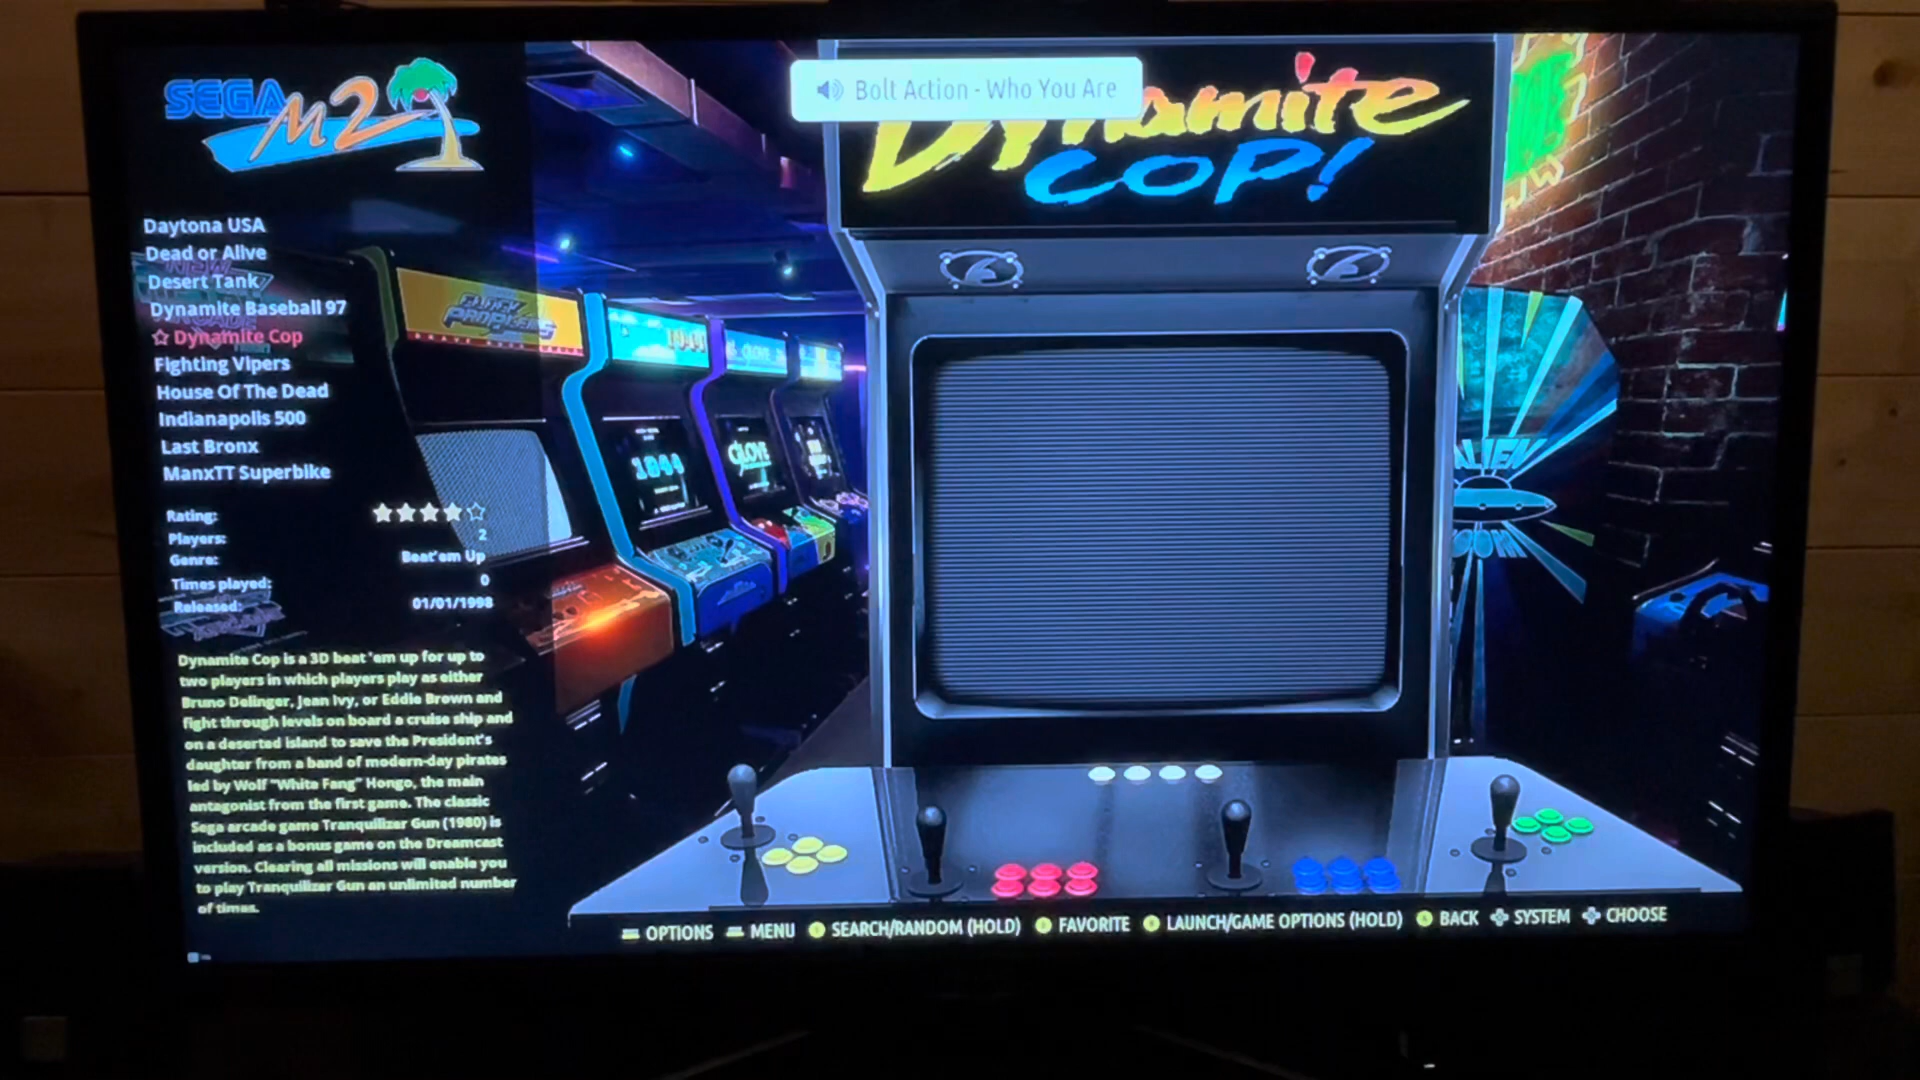 SEGA M2
Bolt Action - Who You Are
Dynamite
COP!
Daytona USA
Dead or Alive
Desert Tank
Dynamite Baseball 97
☆ Dynamite Cop
Fighting Vipers
House Of The Dead
Indianapolis 500
Last Bronx
ManxTT Superbike
Rating: ★★★★☆
Players: 2
Genre: Beat'em Up
Times played: 0
Released: 01/01/1998
Dynamite Cop is a 3D beat 'em up for up to
two players in which players play as either
Bruno Delinger, Jean Ivy, or Eddie Brown and
fight through levels on board a cruise ship and
on a deserted island to save the President's
daughter from a band of modern-day pirates
led by Wolf "White Fang" Hongo, the main
antagonist from the first game. The classic
Sega arcade game Tranquilizer Gun (1980) is
included as a bonus game on the Dreamcast
version. Clearing all missions will enable you
to play Tranquilizer Gun an unlimited number
of times.
1944
ALIEN
OPTIONS MENU SEARCH/RANDOM (HOLD) FAVORITE LAUNCH/GAME OPTIONS (HOLD) BACK SYSTEM CHOOSE